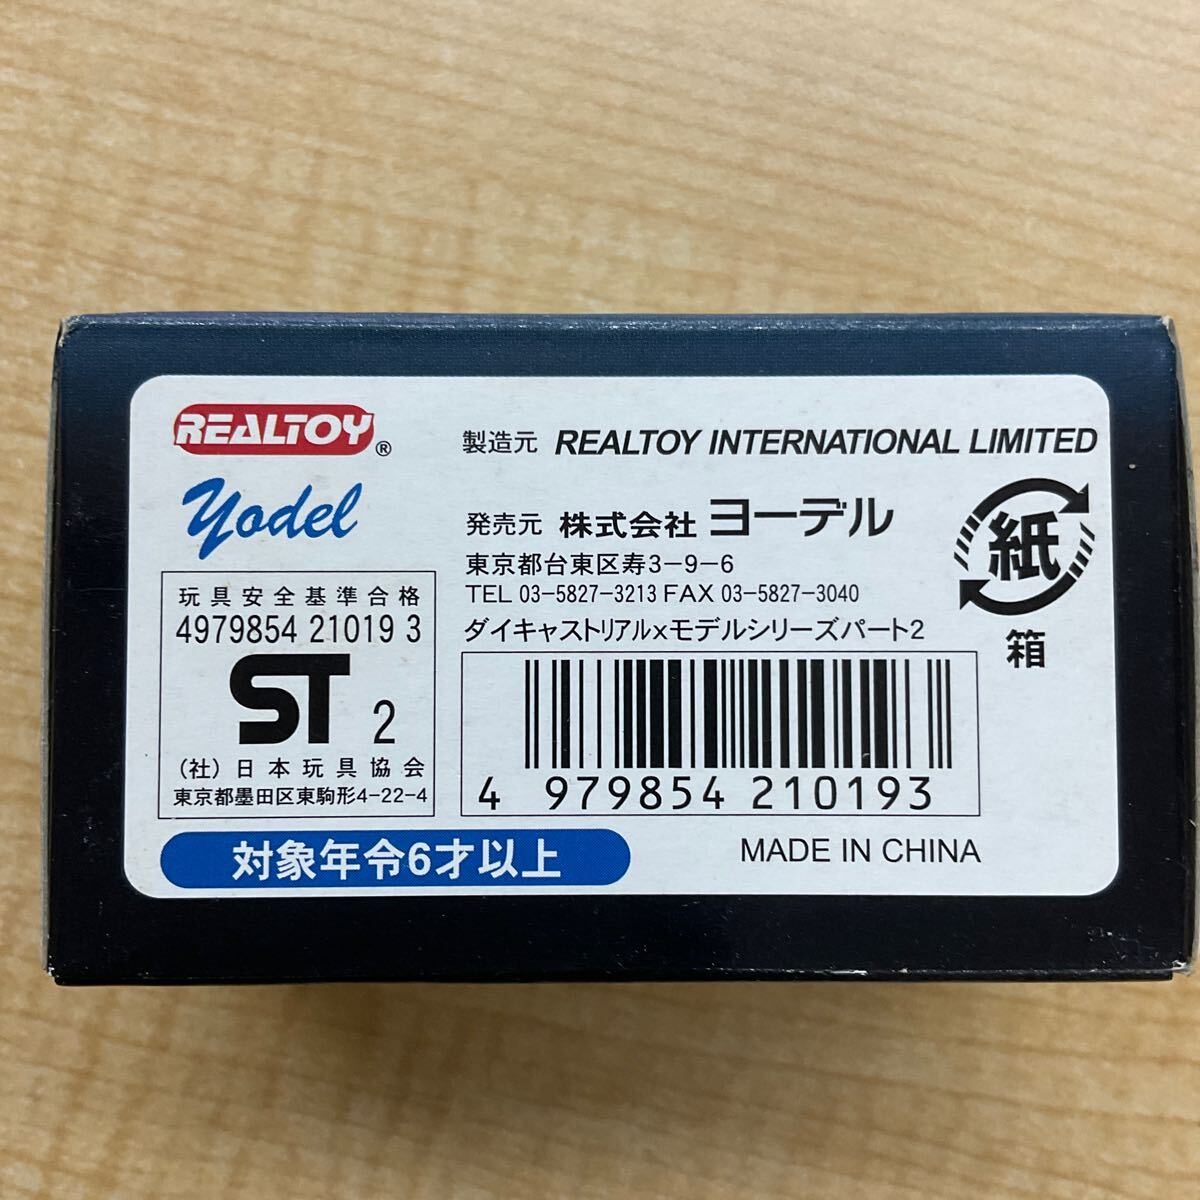 REALTOY®
yodel
製造元 REALTOY INTERNATIONAL LIMITED
発売元 株式会社 ヨーデル
東京都台東区寿3-9-6
TEL 03-5827-3213 FAX 03-5827-3040
ダイキャストリアルxモデルシリーズパート2
紙
箱
玩具安全基準合格
4979854 21019 3
ST 2
(社)日本玩具協会
東京都墨田区東駒形4-22-4
4 979854 210193
対象年令6才以上
MADE IN CHINA